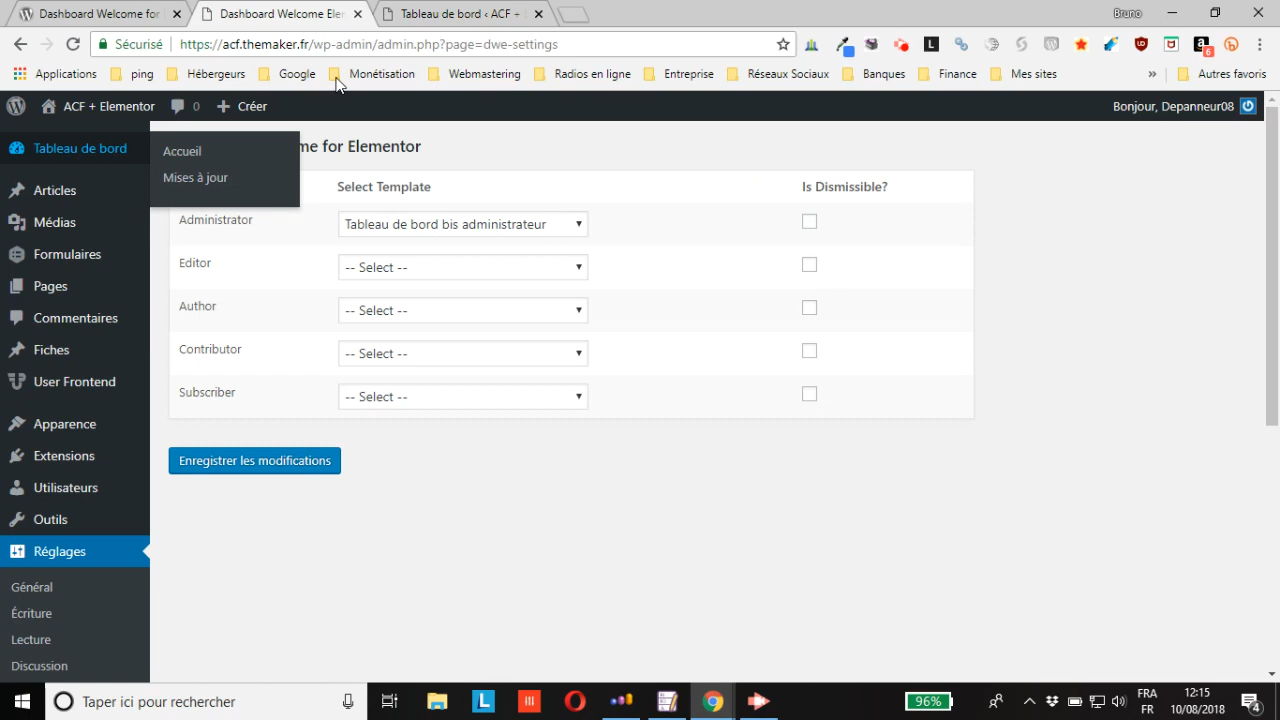 Dashboard Welcome for
Dashboard Welcome Elem
Tableau de bord ‹ ACF +
Bruno
Sécurisé
https://acf.themaker.fr/wp-admin/admin.php?page=dwe-settings
6
Applications
ping
Hébergeurs
Google
Monétisation
Webmastering
Radios en ligne
Entreprise
Réseaux Sociaux
Banques
Finance
Mes sites
»
Autres favoris
ACF + Elementor
0
Créer
Bonjour, Depanneur08
Tableau de bord
Accueil
Mises à jour
me for Elementor
Select Template
Is Dismissible?
Articles
Médias
Formulaires
Pages
Commentaires
Fiches
User Frontend
Apparence
Extensions
Utilisateurs
Outils
Réglages
Général
Écriture
Lecture
Discussion
Administrator
Tableau de bord bis administrateur
Editor
-- Select --
Author
-- Select --
Contributor
-- Select --
Subscriber
-- Select --
Enregistrer les modifications
Taper ici pour rechercher
96%
FRA
FR
12:15
10/08/2018
4